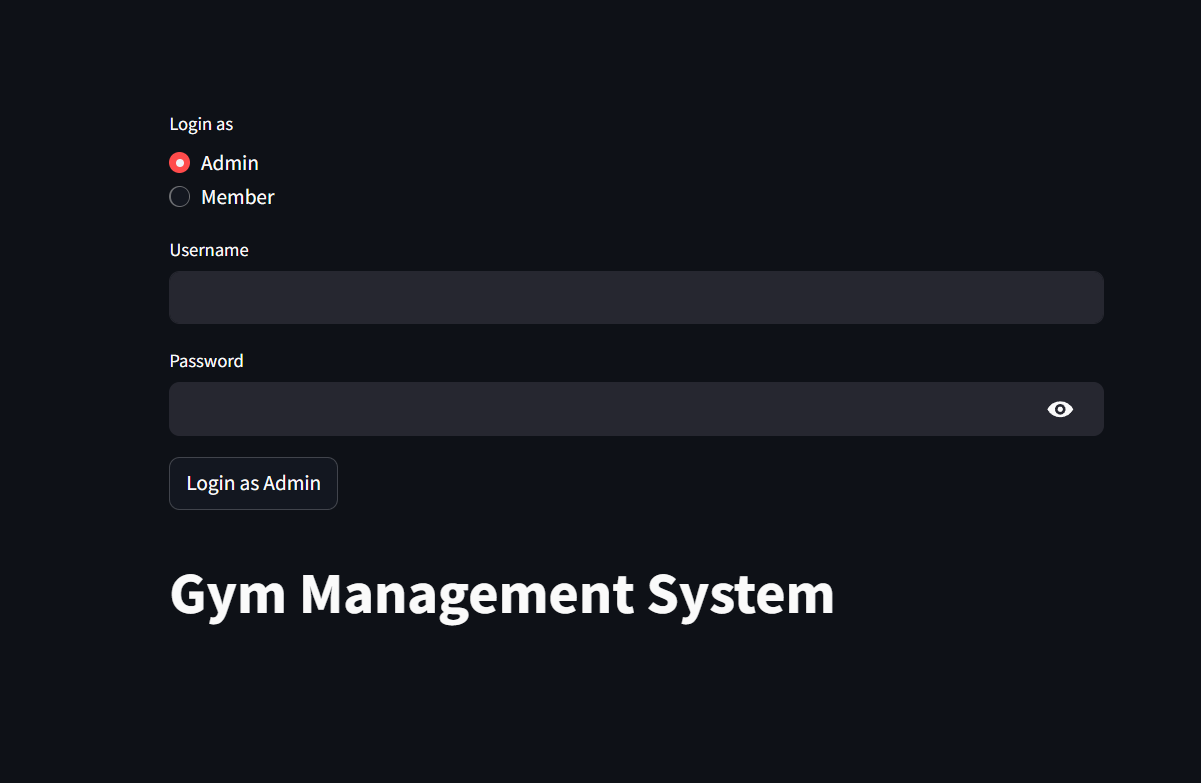 Login as
Admin
Member
Username
Password
Login as Admin
Gym Management System